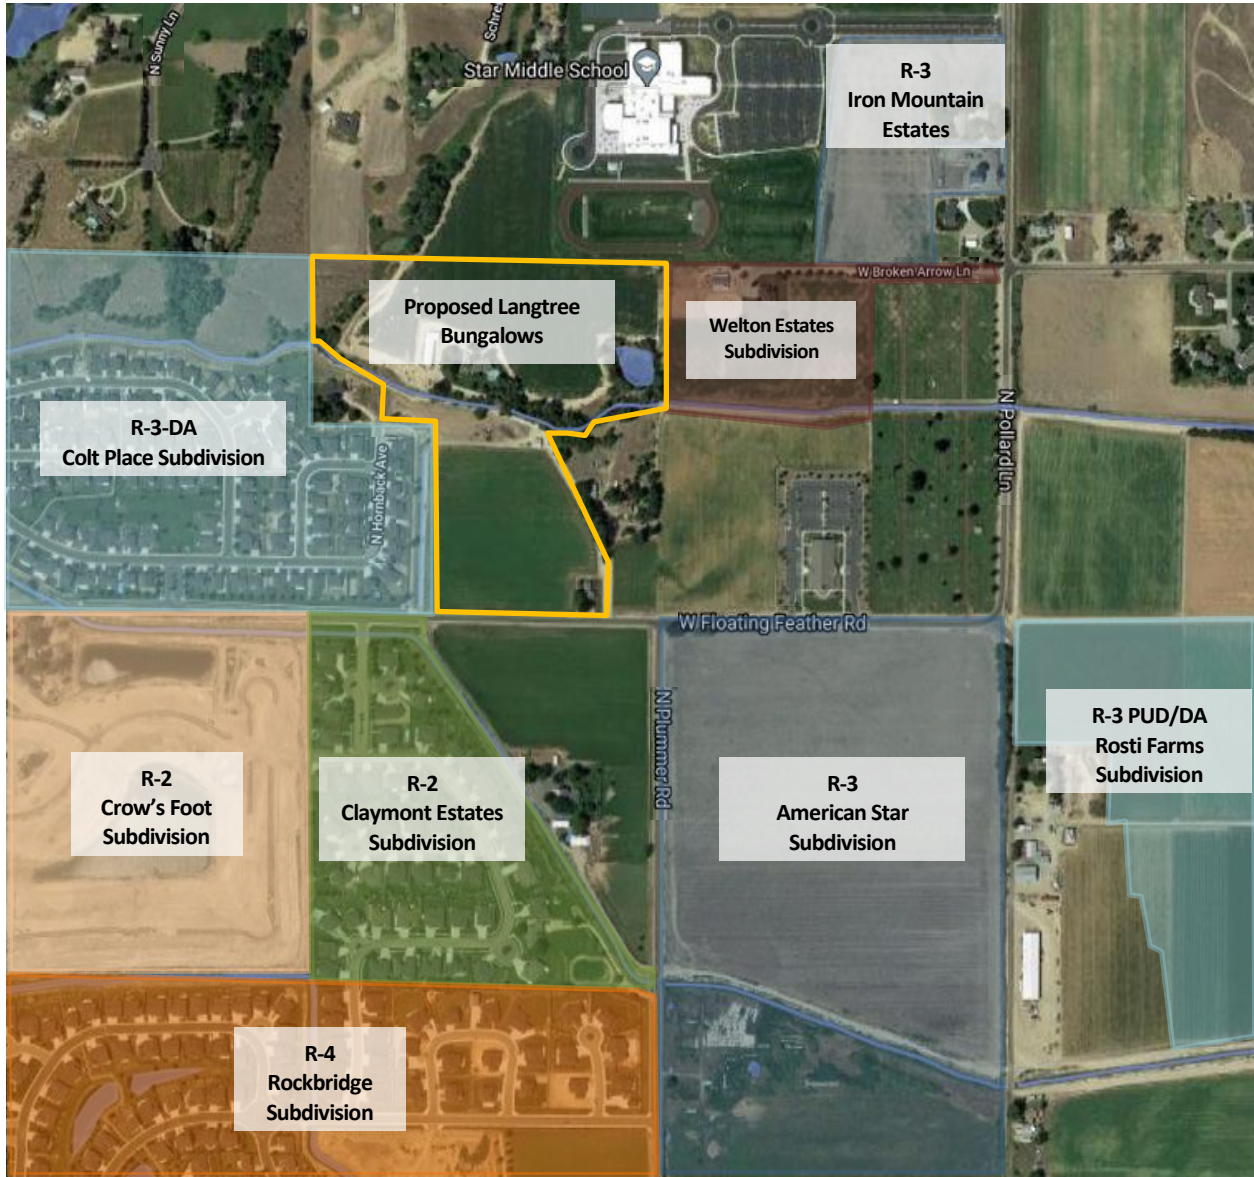 N Sunny Ln
Star Middle School
R-3
Iron Mountain
Estates
W Broken Arrow Ln
Proposed Langtree
Bungalows
Welton Estates
Subdivision
R-3-DA
Colt Place Subdivision
N Hornback Ave
N Pollard Ln
W Floating Feather Rd
N Plummer Rd
R-2
Crow’s Foot
Subdivision
R-2
Claymont Estates
Subdivision
R-3
American Star
Subdivision
R-3 PUD/DA
Rosti Farms
Subdivision
R-4
Rockbridge
Subdivision